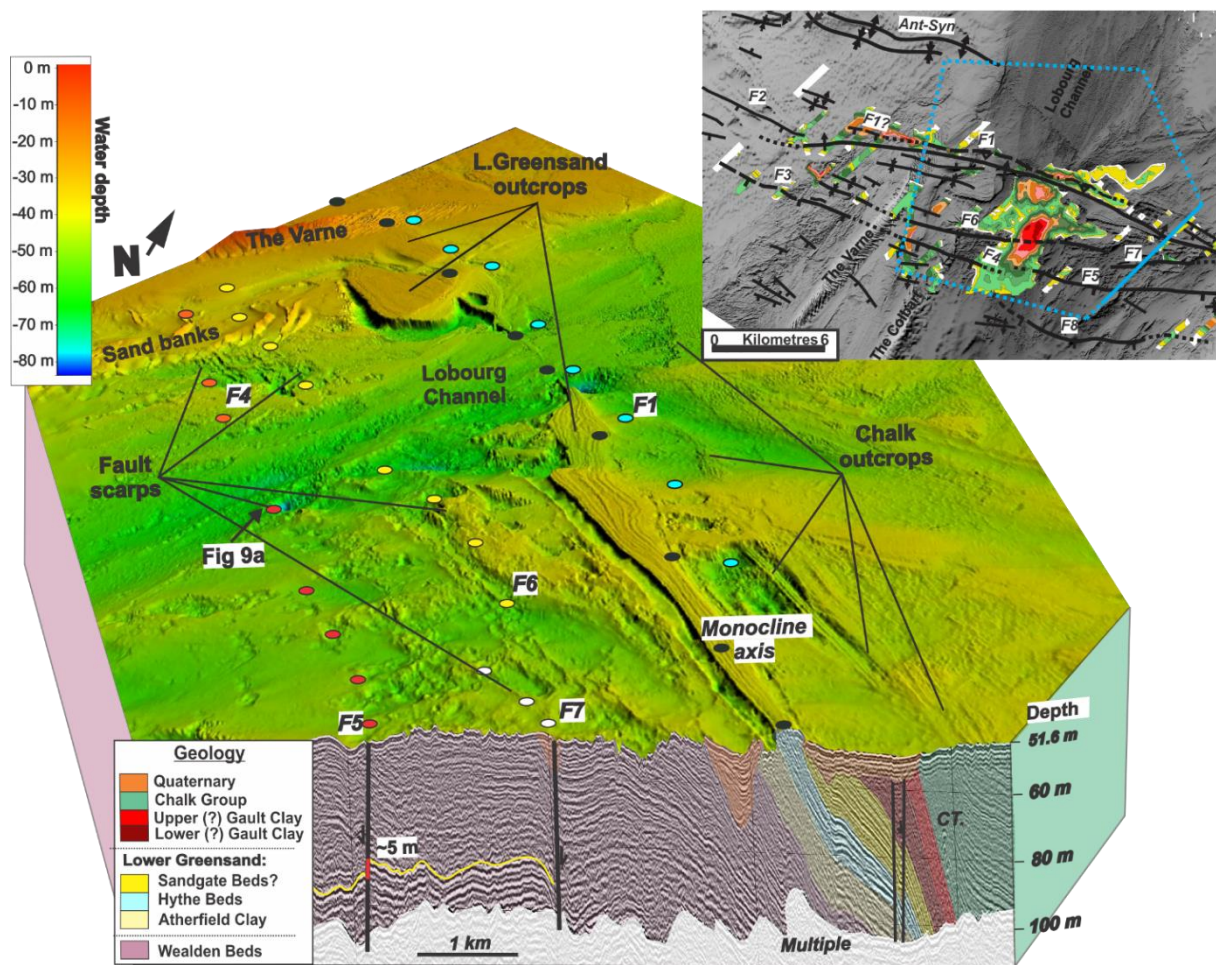 0 m
-10 m
-20 m
-30 m
-40 m
-50 m
-60 m
-70 m
-80 m
Water depth
N
L.Greensand
outcrops
The Varne
Sand banks
F4
Lobourg
Channel
F1
Fault
scarps
Chalk
outcrops
Fig 9a
F6
Monocline
axis
F5
F7
Depth
51.6 m
60 m
80 m
100 m
CT.
~5 m
1 km
Multiple
Geology
Quaternary
Chalk Group
Upper (?) Gault Clay
Lower (?) Gault Clay
Lower Greensand:
Sandgate Beds?
Hythe Beds
Atherfield Clay
Wealden Beds
Ant-Syn
Lobourg
Channel
F2
F1?
F1
F3
F6
F4
F7
F5
F8
The Varne
The Colbart
0 Kilometres 6